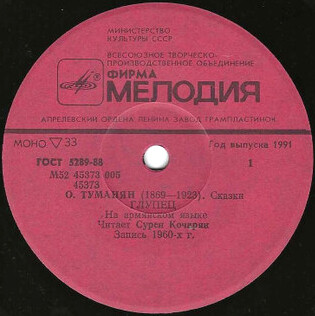 МИНИСТЕРСТВО
КУЛЬТУРЫ СССР
ВСЕСОЮЗНОЕ ТВОРЧЕСКО-
ПРОИЗВОДСТВЕННОЕ ОБЪЕДИНЕНИЕ
ФИРМА
МЕЛОДИЯ
АПРЕЛЕВСКИЙ ОРДЕНА ЛЕНИНА ЗАВОД ГРАМПЛАСТИНОК
МОНО 33
Год выпуска 1991
ГОСТ 5289-88
1
М52 45373 005
45373
О. ТУМАНЯН (1869—1923). Сказки
ГЛУПЕЦ
На армянском языке
Читает Сурен Кочарян
Запись 1960-х г.